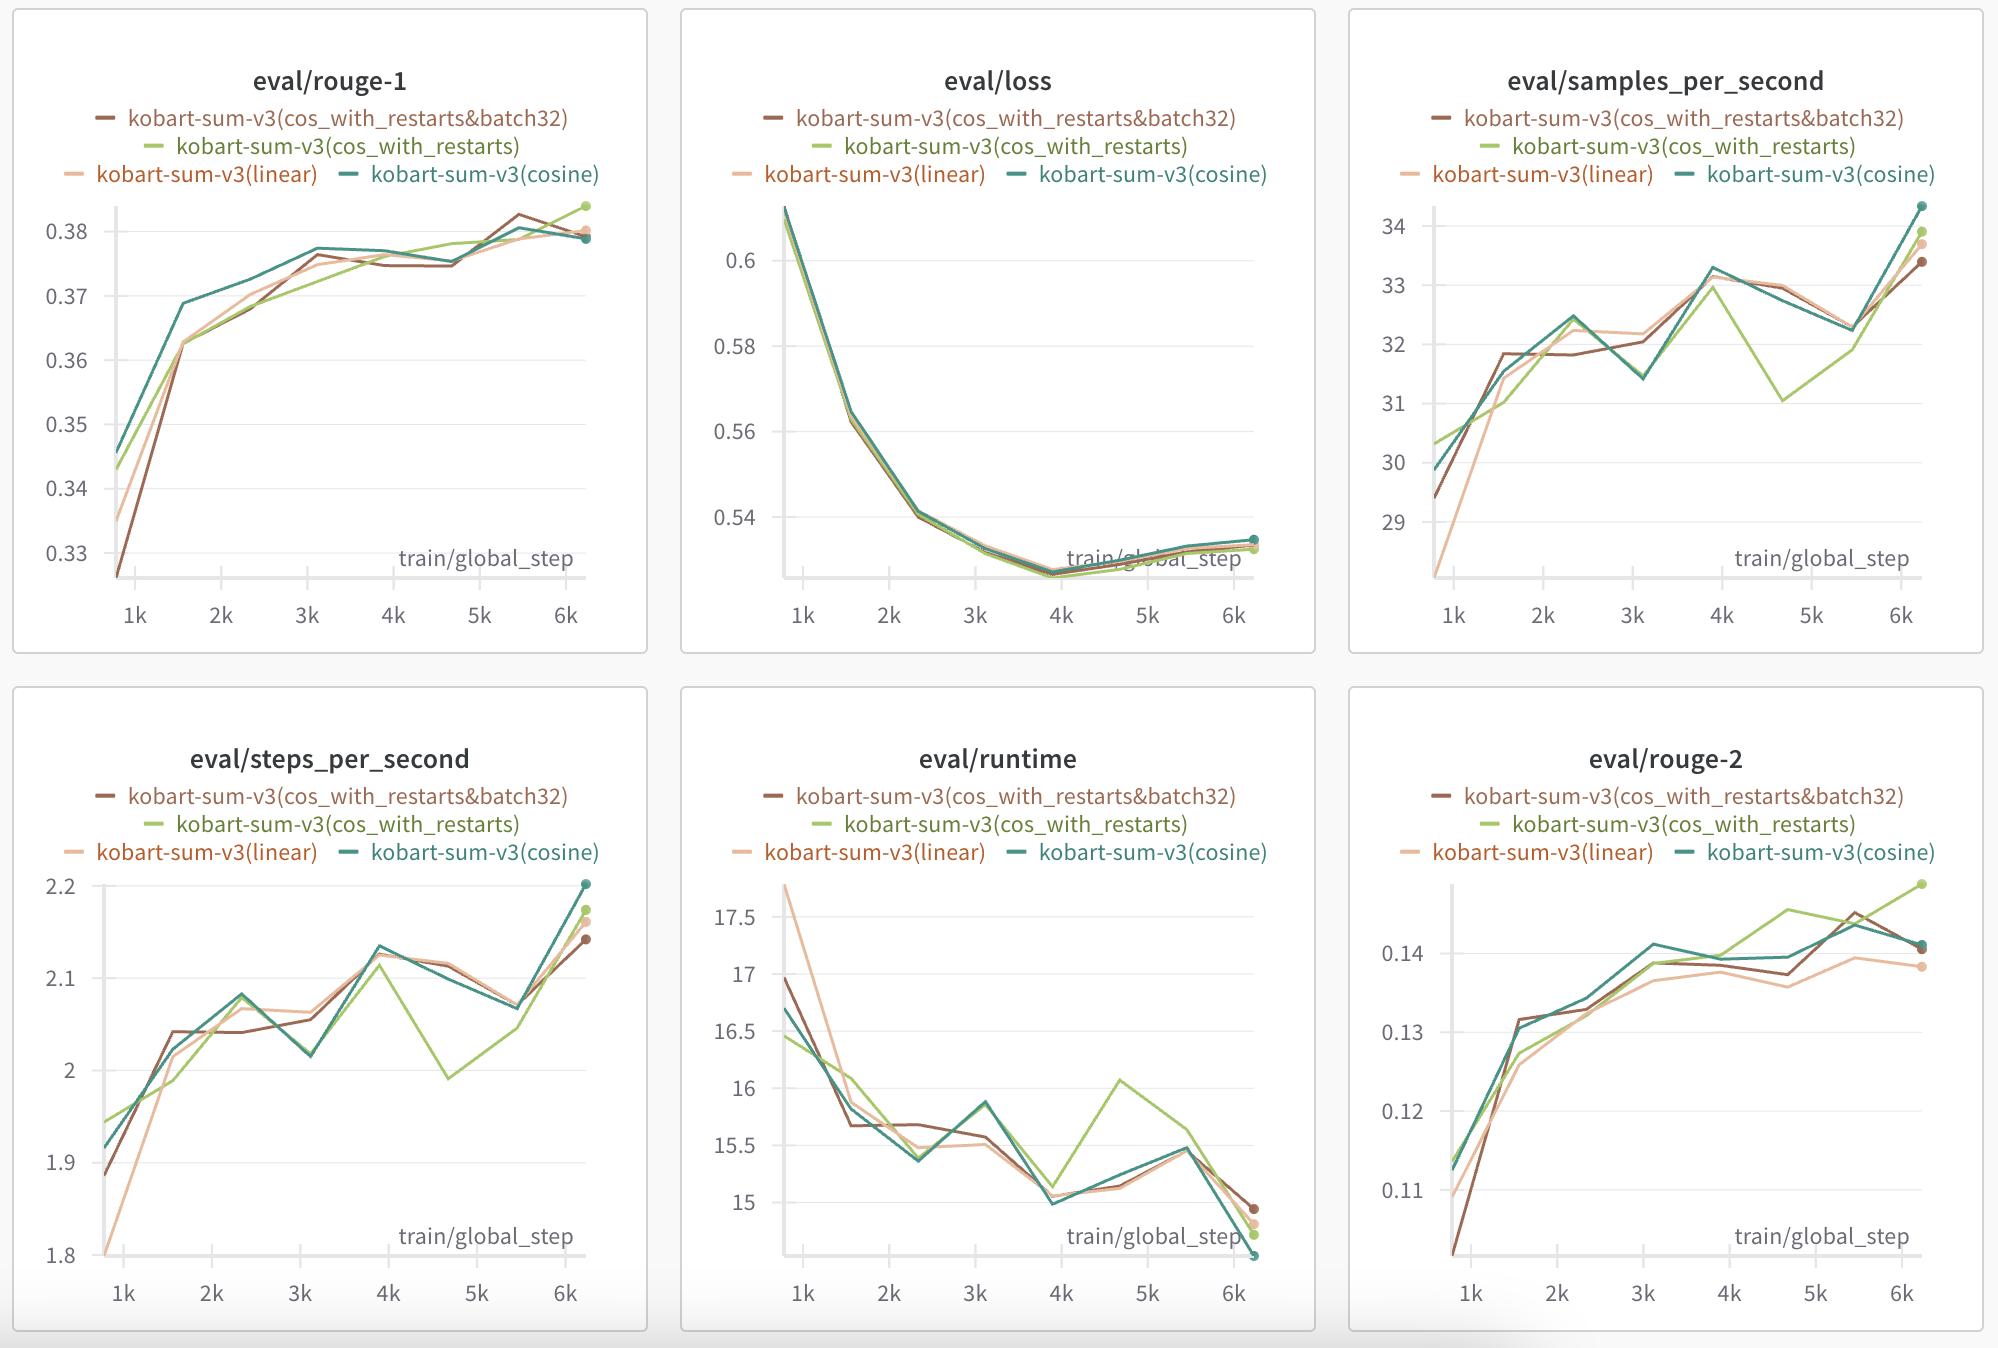 eval/rouge-1
kobart-sum-v3(cos_with_restarts&batch32)
kobart-sum-v3(cos_with_restarts)
kobart-sum-v3(linear) kobart-sum-v3(cosine)
0.38
0.37
0.36
0.35
0.34
0.33
train/global_step
1k 2k 3k 4k 5k 6k
eval/loss
kobart-sum-v3(cos_with_restarts&batch32)
kobart-sum-v3(cos_with_restarts)
kobart-sum-v3(linear) kobart-sum-v3(cosine)
0.6
0.58
0.56
0.54
train/global_step
1k 2k 3k 4k 5k 6k
eval/samples_per_second
kobart-sum-v3(cos_with_restarts&batch32)
kobart-sum-v3(cos_with_restarts)
kobart-sum-v3(linear) kobart-sum-v3(cosine)
34
33
32
31
30
29
train/global_step
1k 2k 3k 4k 5k 6k
eval/steps_per_second
kobart-sum-v3(cos_with_restarts&batch32)
kobart-sum-v3(cos_with_restarts)
kobart-sum-v3(linear) kobart-sum-v3(cosine)
2.2
2.1
2
1.9
1.8
train/global_step
1k 2k 3k 4k 5k 6k
eval/runtime
kobart-sum-v3(cos_with_restarts&batch32)
kobart-sum-v3(cos_with_restarts)
kobart-sum-v3(linear) kobart-sum-v3(cosine)
17.5
17
16.5
16
15.5
15
train/global_step
1k 2k 3k 4k 5k 6k
eval/rouge-2
kobart-sum-v3(cos_with_restarts&batch32)
kobart-sum-v3(cos_with_restarts)
kobart-sum-v3(linear) kobart-sum-v3(cosine)
0.14
0.13
0.12
0.11
train/global_step
1k 2k 3k 4k 5k 6k